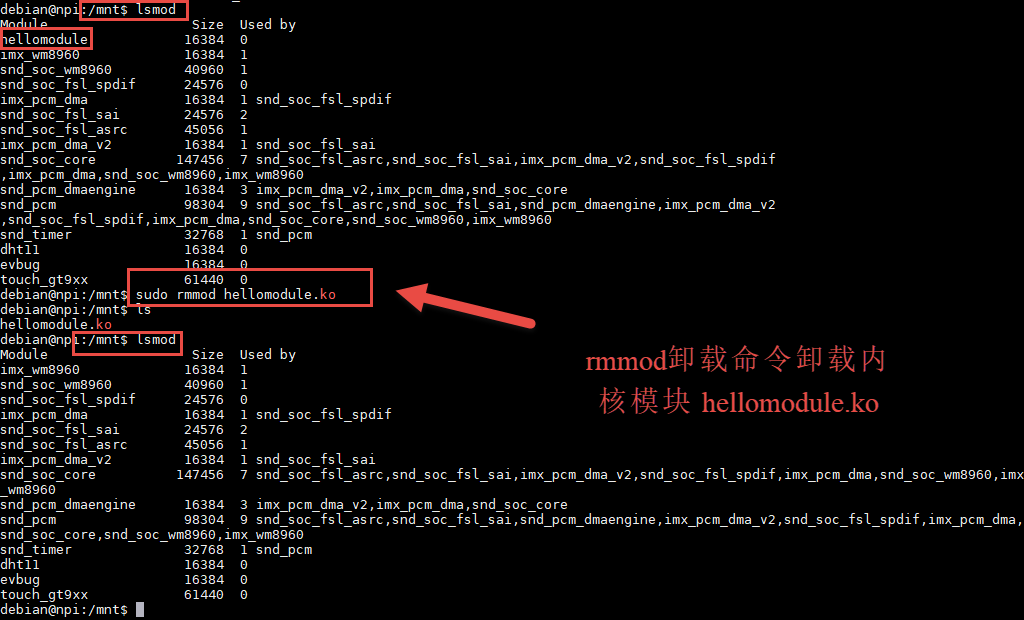 debian@npi:/mnt$ lsmod
Module                  Size  Used by
hellomodule            16384  0
imx_wm8960             16384  1
snd_soc_wm8960         40960  1
snd_soc_fsl_spdif      24576  0
imx_pcm_dma            16384  1 snd_soc_fsl_spdif
snd_soc_fsl_sai        24576  2
snd_soc_fsl_asrc       45056  1
imx_pcm_dma_v2         16384  1 snd_soc_fsl_sai
snd_soc_core          147456  7 snd_soc_fsl_asrc,snd_soc_fsl_sai,imx_pcm_dma_v2,snd_soc_fsl_spdif
,imx_pcm_dma,snd_soc_wm8960,imx_wm8960
snd_pcm_dmaengine      16384  3 imx_pcm_dma_v2,imx_pcm_dma,snd_soc_core
snd_pcm                98304  9 snd_soc_fsl_asrc,snd_soc_fsl_sai,snd_pcm_dmaengine,imx_pcm_dma_v2
,snd_soc_fsl_spdif,imx_pcm_dma,snd_soc_core,snd_soc_wm8960,imx_wm8960
snd_timer              32768  1 snd_pcm
dht11                  16384  0
evbug                  16384  0
touch_gt9xx            61440  0
debian@npi:/mnt$ sudo rmmod hellomodule.ko
debian@npi:/mnt$ ls
hellomodule.ko
debian@npi:/mnt$ lsmod
Module                  Size  Used by
imx_wm8960             16384  1
snd_soc_wm8960         40960  1
snd_soc_fsl_spdif      24576  0
imx_pcm_dma            16384  1 snd_soc_fsl_spdif
snd_soc_fsl_sai        24576  2
snd_soc_fsl_asrc       45056  1
imx_pcm_dma_v2         16384  1 snd_soc_fsl_sai
snd_soc_core          147456  7 snd_soc_fsl_asrc,snd_soc_fsl_sai,imx_pcm_dma_v2,snd_soc_fsl_spdif,imx_pcm_dma,snd_soc_wm8960,imx
_wm8960
snd_pcm_dmaengine      16384  3 imx_pcm_dma_v2,imx_pcm_dma,snd_soc_core
snd_pcm                98304  9 snd_soc_fsl_asrc,snd_soc_fsl_sai,snd_pcm_dmaengine,imx_pcm_dma_v2,snd_soc_fsl_spdif,imx_pcm_dma,
snd_soc_core,snd_soc_wm8960,imx_wm8960
snd_timer              32768  1 snd_pcm
dht11                  16384  0
evbug                  16384  0
touch_gt9xx            61440  0
debian@npi:/mnt$
rmmod卸载命令卸载内
核模块 hellomodule.ko